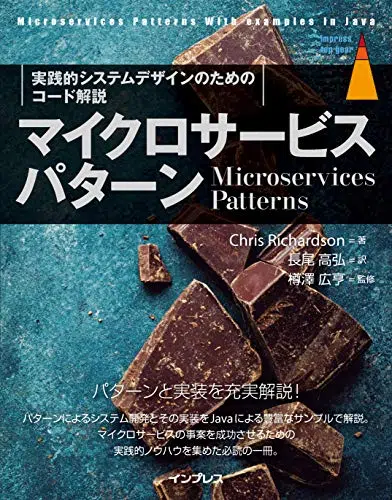 Microservices Patterns With examples in Java
impress
top gear
実践的システムデザインのための
コード解説
マイクロサービス
パターン
Microservices
Patterns
Chris Richardson=著
長尾 高弘=訳
樽澤 広亨=監修
パターンと実装を充実解説!
パターンによるシステム開発とその実装をJavaによる豊富なサンプルで解説。
マイクロサービスの事案を成功させるための
実践的ノウハウを集めた必読の一冊。
インプレス